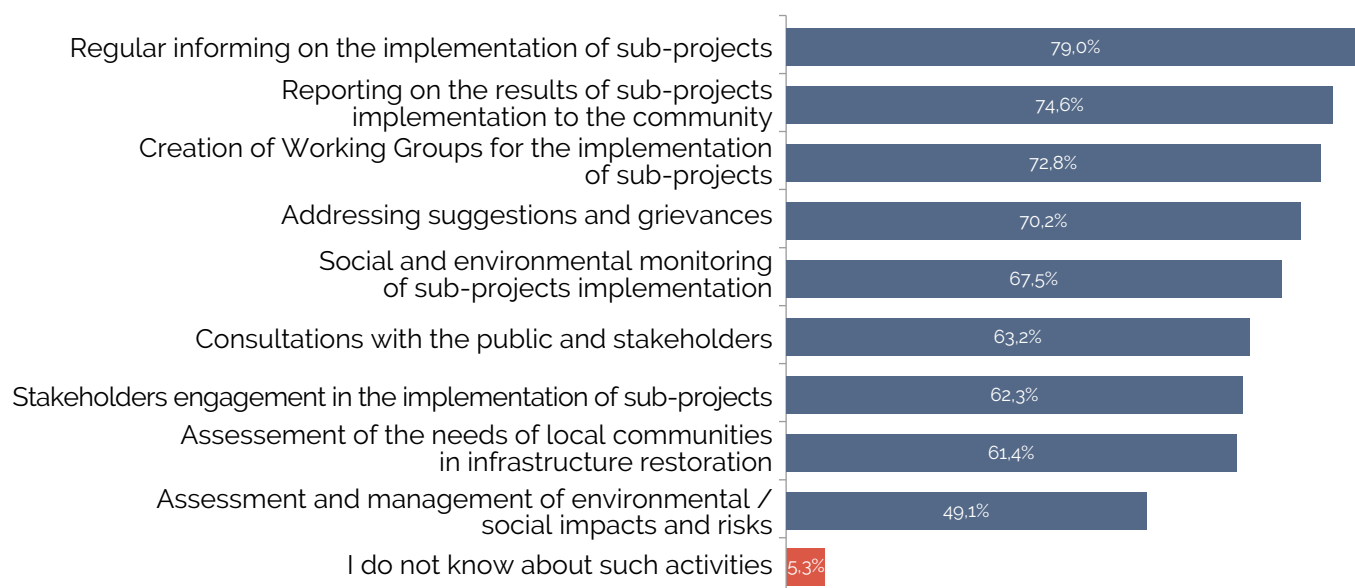 Regular informing on the implementation of sub-projects
79,0%
Reporting on the results of sub-projects
implementation to the community
74,6%
Creation of Working Groups for the implementation
of sub-projects
72,8%
Addressing suggestions and grievances
70,2%
Social and environmental monitoring
of sub-projects implementation
67,5%
Consultations with the public and stakeholders
63,2%
Stakeholders engagement in the implementation of sub-projects
62,3%
Assessement of the needs of local communities
in infrastructure restoration
61,4%
Assessment and management of environmental /
social impacts and risks
49,1%
I do not know about such activities
5,3%